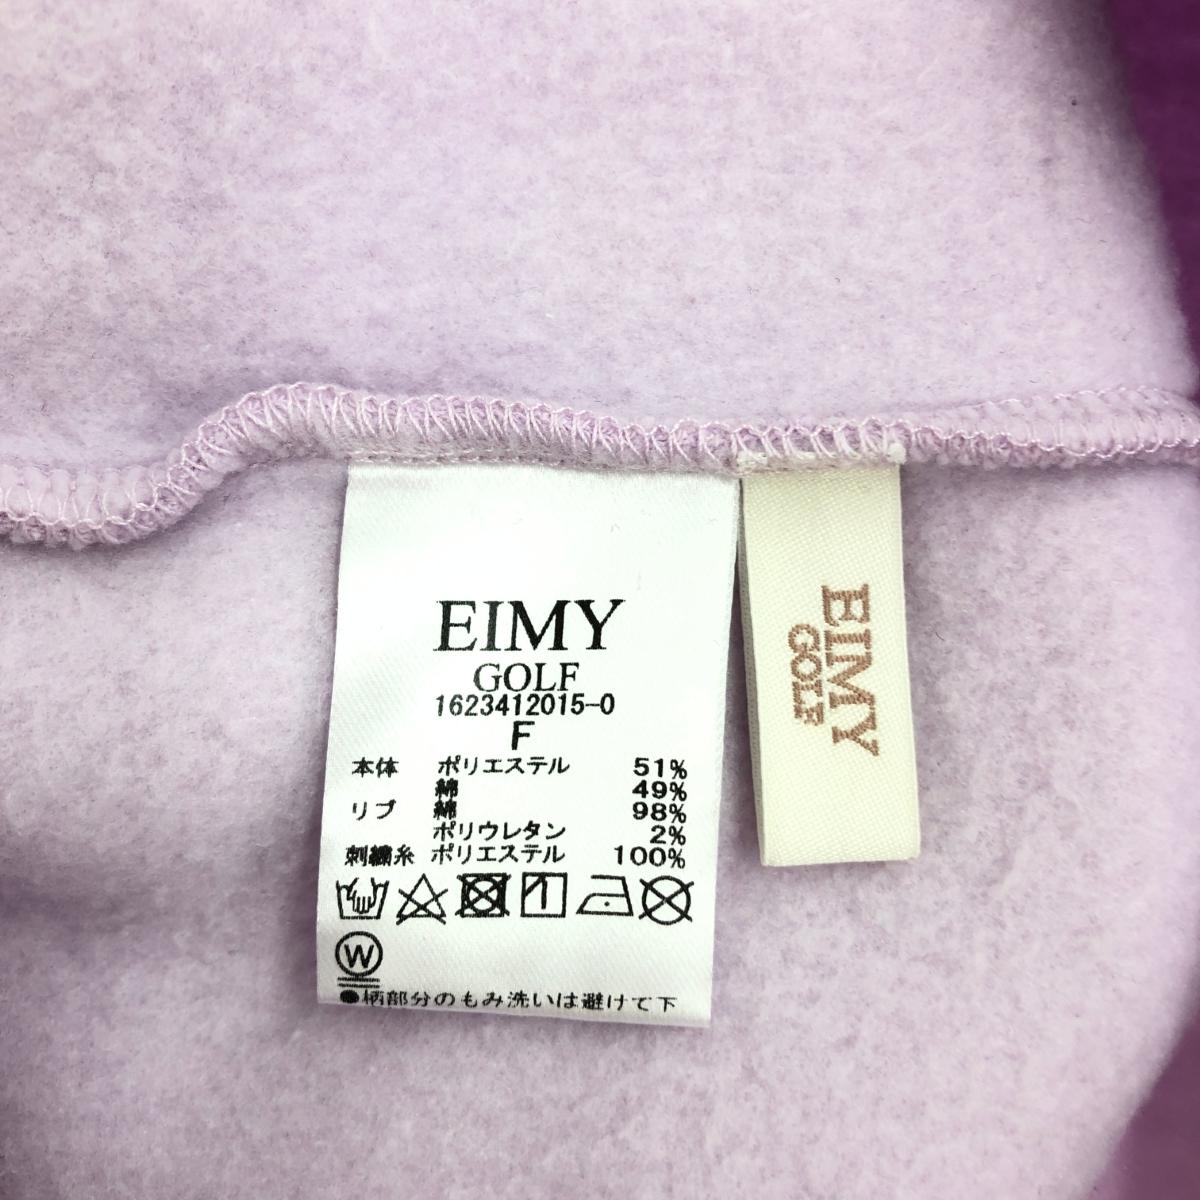 EIMY
GOLF
1623412015-0
F
本体 ポリエステル 51%
綿 49%
リブ 綿 98%
ポリウレタン 2%
刺繍糸 ポリエステル 100%
W
●柄部分のもみ洗いは避けて下
EIMY
GOLF